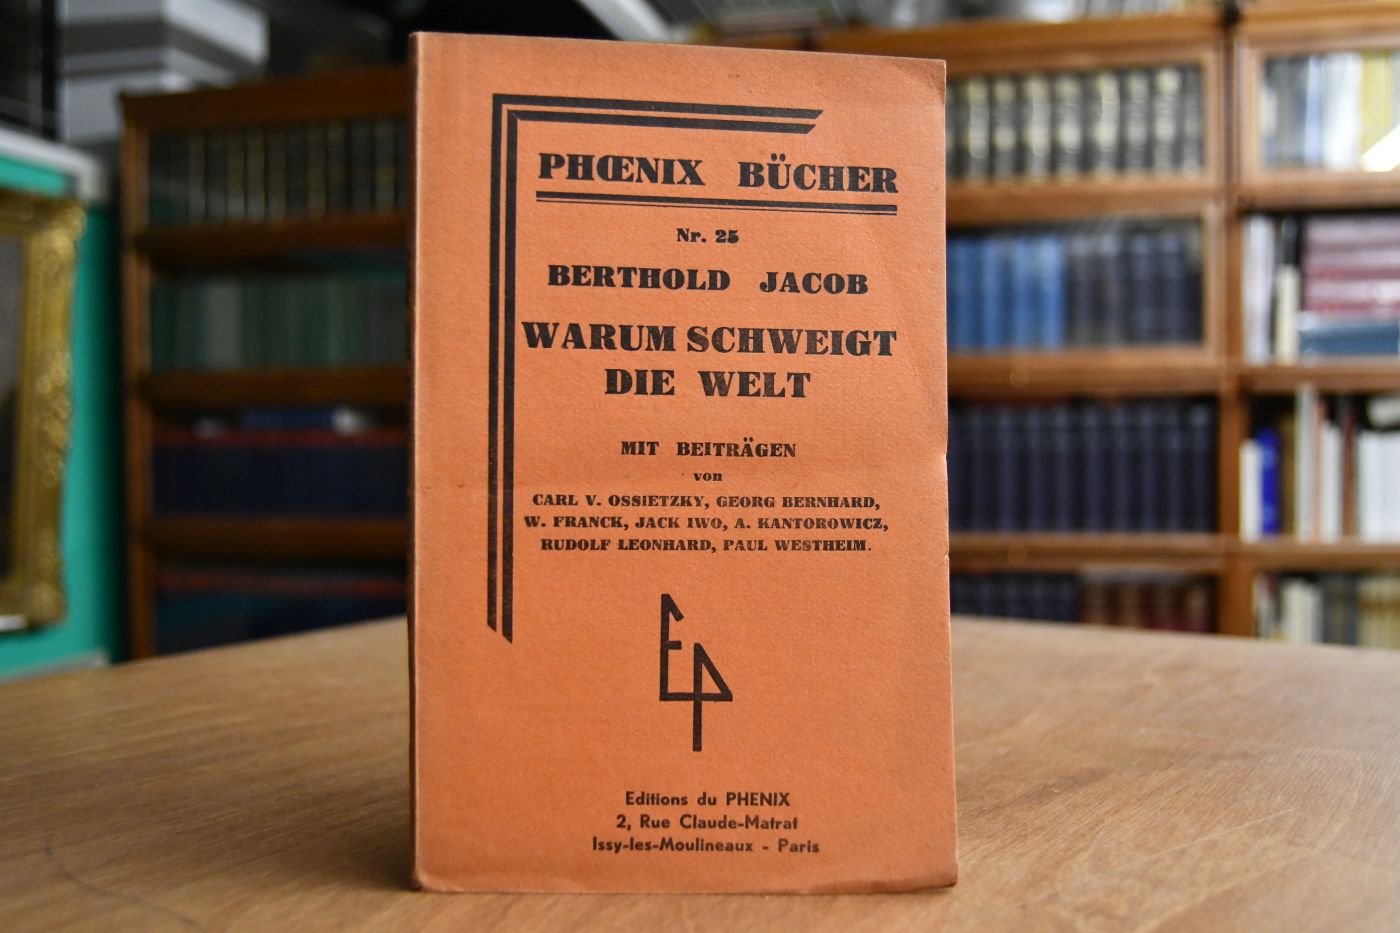 PHŒNIX BÜCHER
Nr. 25
BERTHOLD JACOB
WARUM SCHWEIGT
DIE WELT
MIT BEITRÄGEN
von
CARL V. OSSIETZKY, GEORG BERNHARD,
W. FRANCK, JACK IWO, A. KANTOROWICZ,
RUDOLF LEONHARD, PAUL WESTHEIM.
EP
Editions du PHENIX
2, Rue Claude-Matrat
Issy-les-Moulineaux - Paris